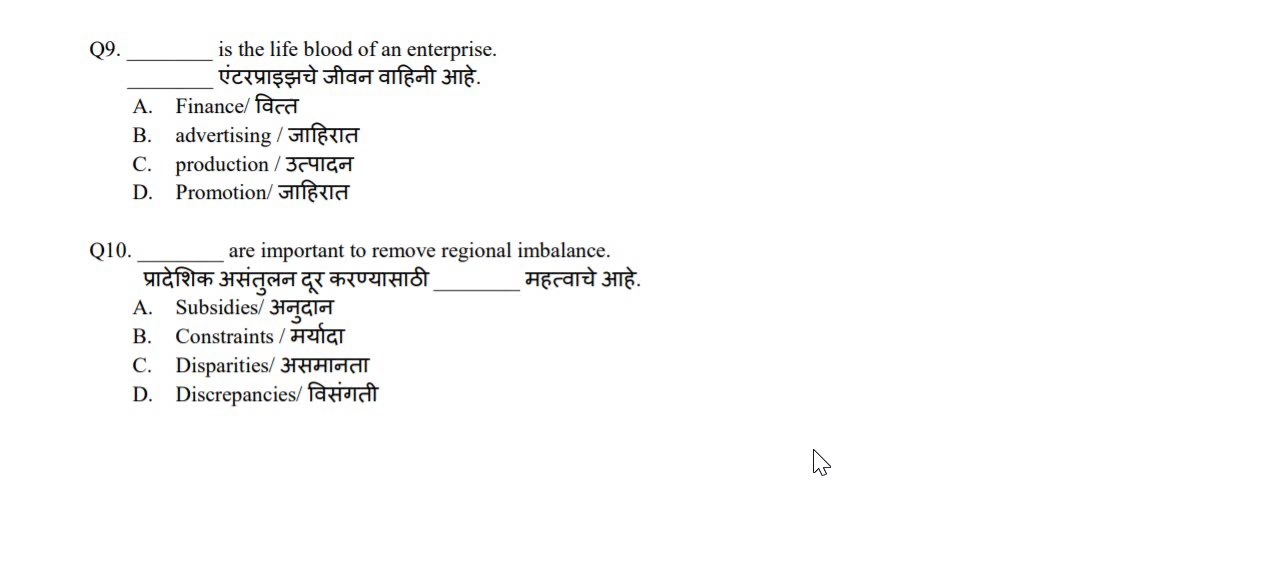 Q9. ________ is the life blood of an enterprise.
________ एंटरप्राइझचे जीवन वाहिनी आहे.
A. Finance/ वित्त
B. advertising / जाहिरात
C. production / उत्पादन
D. Promotion/ जाहिरात
Q10. ________ are important to remove regional imbalance.
प्रादेशिक असंतुलन दूर करण्यासाठी ________ महत्वाचे आहे.
A. Subsidies/ अनुदान
B. Constraints / मर्यादा
C. Disparities/ असमानता
D. Discrepancies/ विसंगती